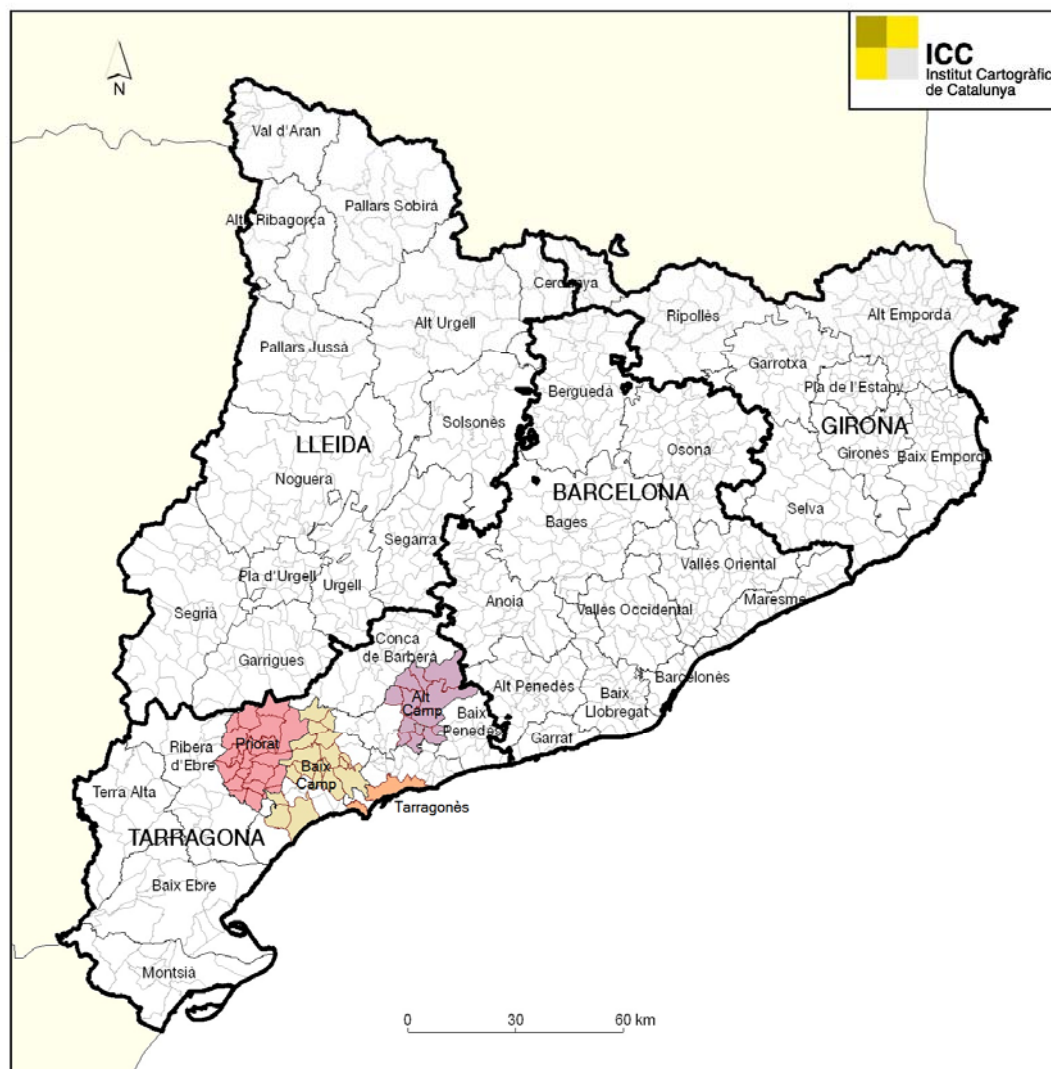 ICC
Institut Cartogràfic
de Catalunya
N
Val d'Aran
Pallars Sobirà
Alta Ribagorça
Cerdanya
Ripollès
Alt Empordà
Alt Urgell
Pallars Jussà
Garrotxa
Pla de l'Estany
Berguedà
Solsonès
GIRONA
LLEIDA
Osona
Gironès
Baix Empordà
Noguera
BARCELONA
Selva
Bages
Segarra
Vallès Oriental
Pla d'Urgell
Urgell
Anoia
Vallès Occidental
Maresme
Segrià
Conca
de Barberà
Garrigues
Barcelonès
Alt Penedès
Baix
Llobregat
Alt
Camp
Baix
Penedès
Garraf
Priorat
Ribera
d'Ebre
Baix
Camp
Terra Alta
Tarragonès
TARRAGONA
Baix Ebre
Montsià
0 30 60 km